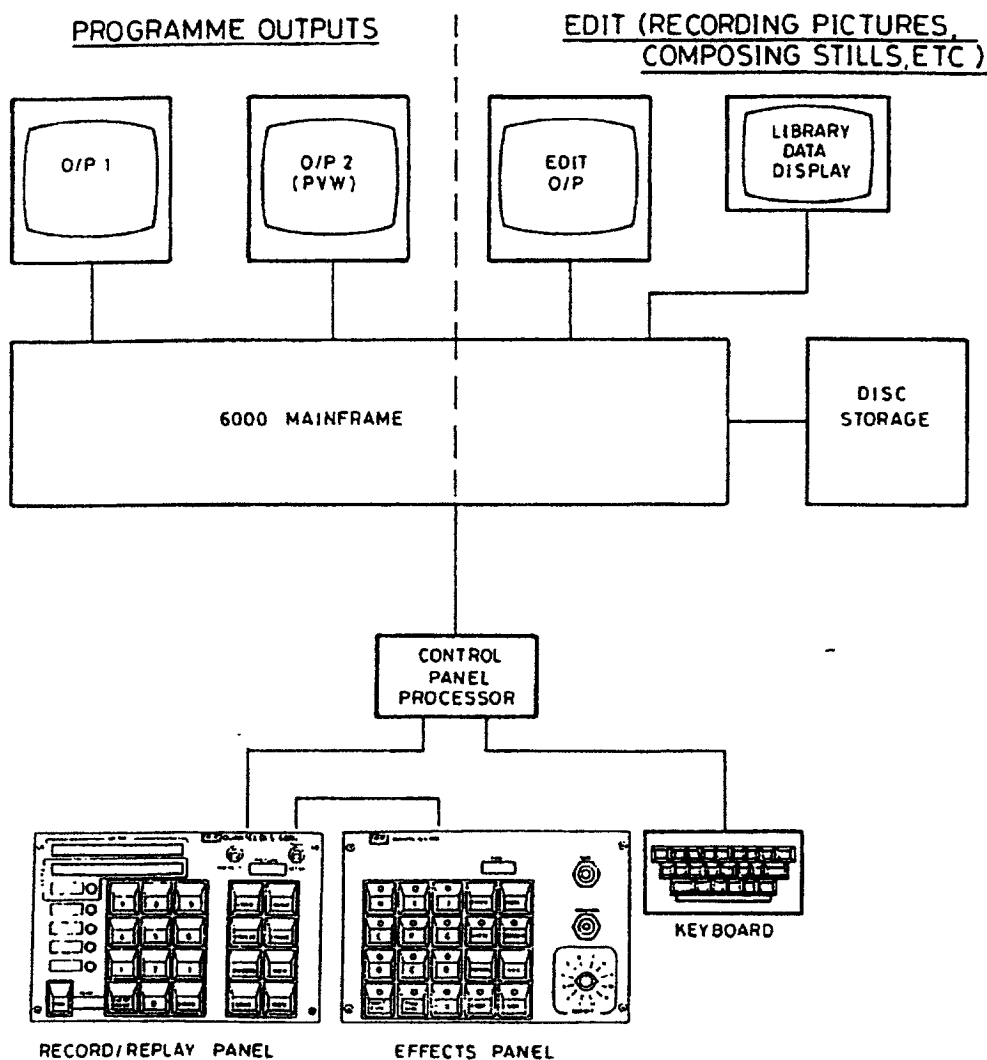 PROGRAMME OUTPUTS
EDIT (RECORDING PICTURES,
COMPOSING STILLS,ETC )
O/P 1
O/P 2
(PVW)
EDIT
O/P
LIBRARY
DATA
DISPLAY
6000 MAINFRAME
DISC
STORAGE
CONTROL
PANEL
PROCESSOR
KEYBOARD
RECORD/REPLAY PANEL
EFFECTS PANEL